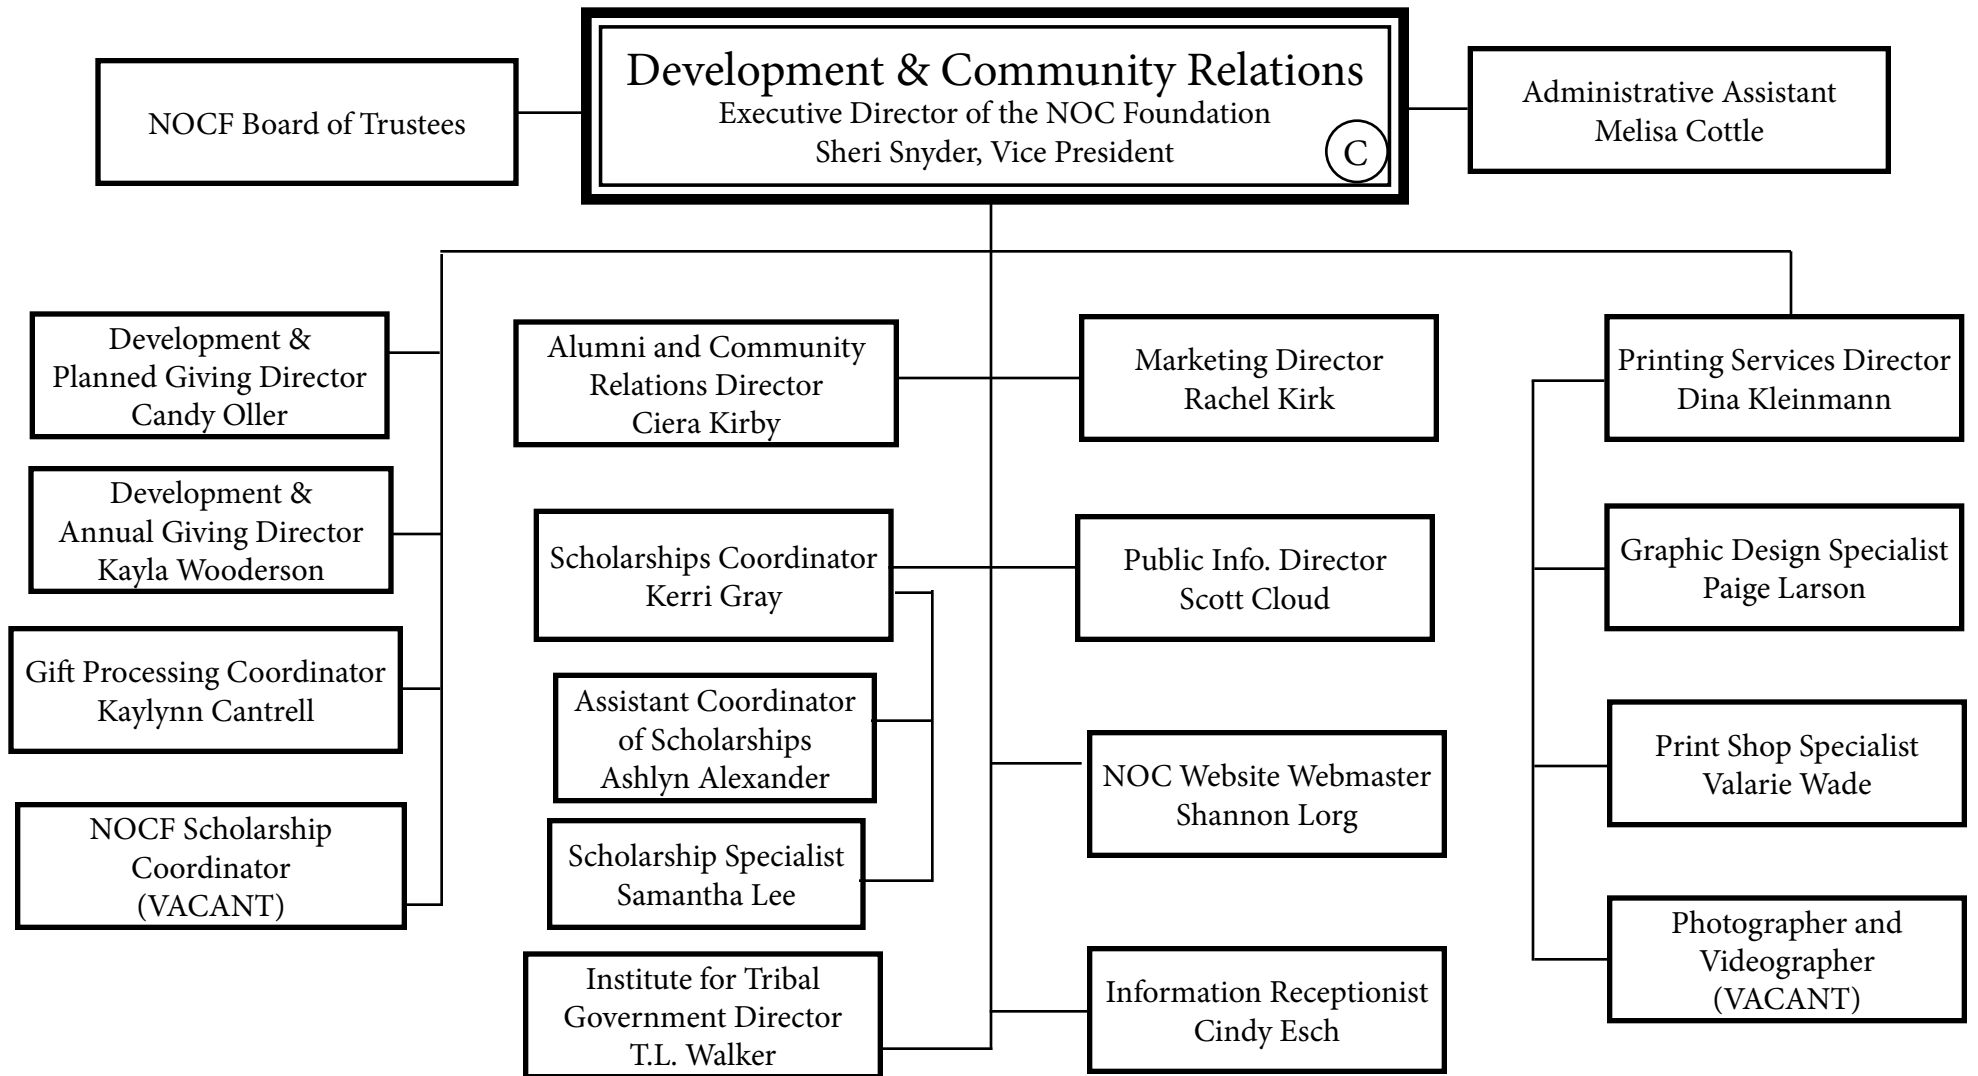 NOCF Board of Trustees
Development & Community Relations
Executive Director of the NOC Foundation
Sheri Snyder, Vice President
C
Administrative Assistant
Melisa Cottle
Development &
Planned Giving Director
Candy Oller
Development &
Annual Giving Director
Kayla Wooderson
Gift Processing Coordinator
Kaylynn Cantrell
NOCF Scholarship
Coordinator
(VACANT)
Alumni and Community
Relations Director
Ciera Kirby
Scholarships Coordinator
Kerri Gray
Assistant Coordinator
of Scholarships
Ashlyn Alexander
Scholarship Specialist
Samantha Lee
Institute for Tribal
Government Director
T.L. Walker
Marketing Director
Rachel Kirk
Public Info. Director
Scott Cloud
NOC Website Webmaster
Shannon Lorg
Information Receptionist
Cindy Esch
Printing Services Director
Dina Kleinmann
Graphic Design Specialist
Paige Larson
Print Shop Specialist
Valarie Wade
Photographer and
Videographer
(VACANT)